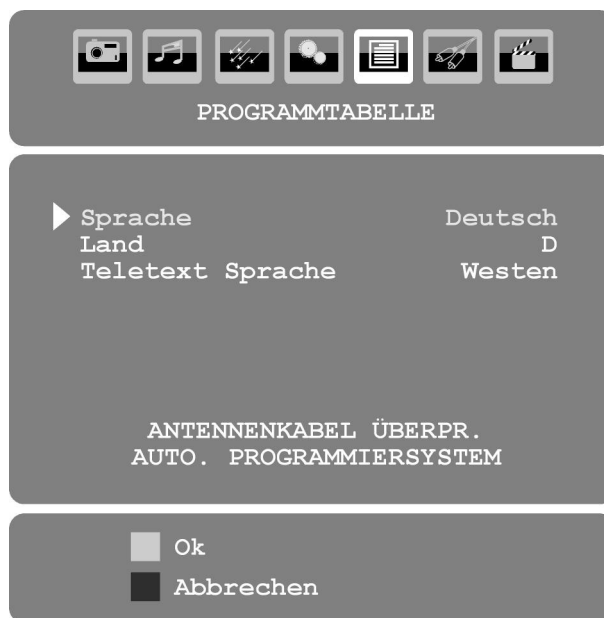 PROGRAMMTABELLE
Sprache Deutsch
Land D
Teletext Sprache Westen
ANTENNENKABEL ÜBERPR.
AUTO. PROGRAMMIERSYSTEM
Ok
Abbrechen